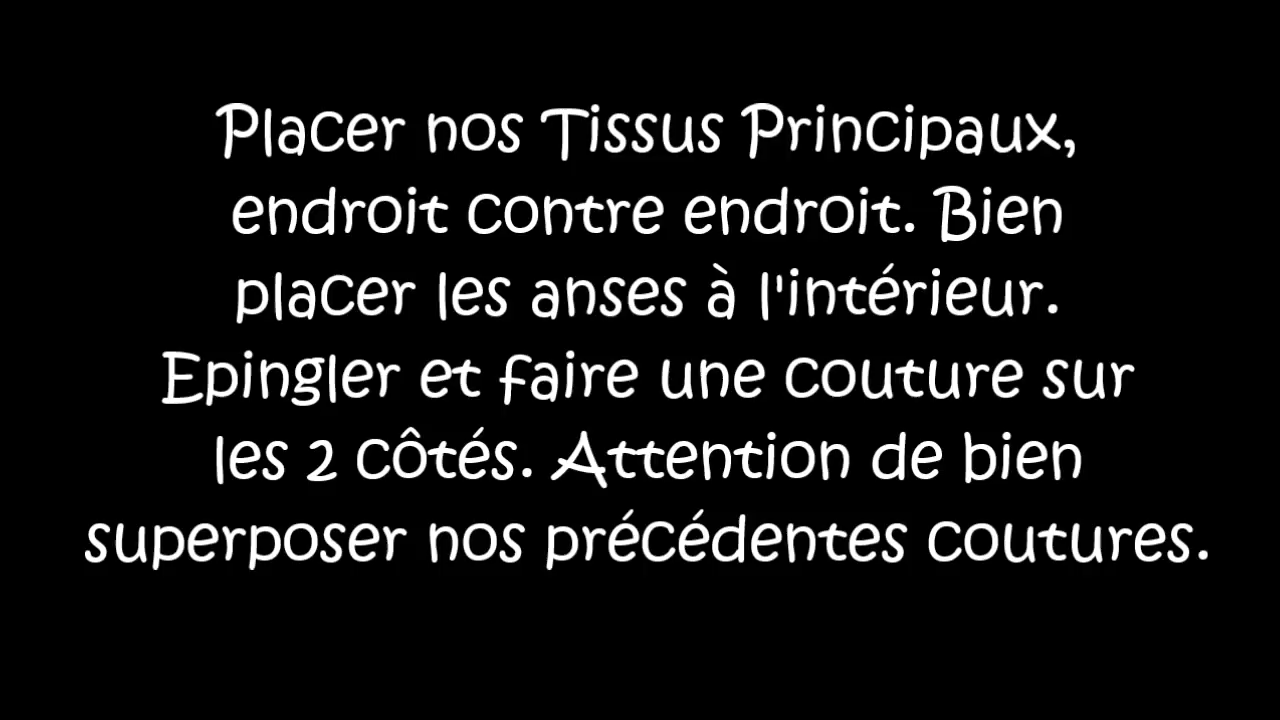 Placer nos Tissus Principaux,
endroit contre endroit. Bien
placer les anses à l'intérieur.
Epingler et faire une couture sur
les 2 côtés. Attention de bien
superposer nos précédentes coutures.